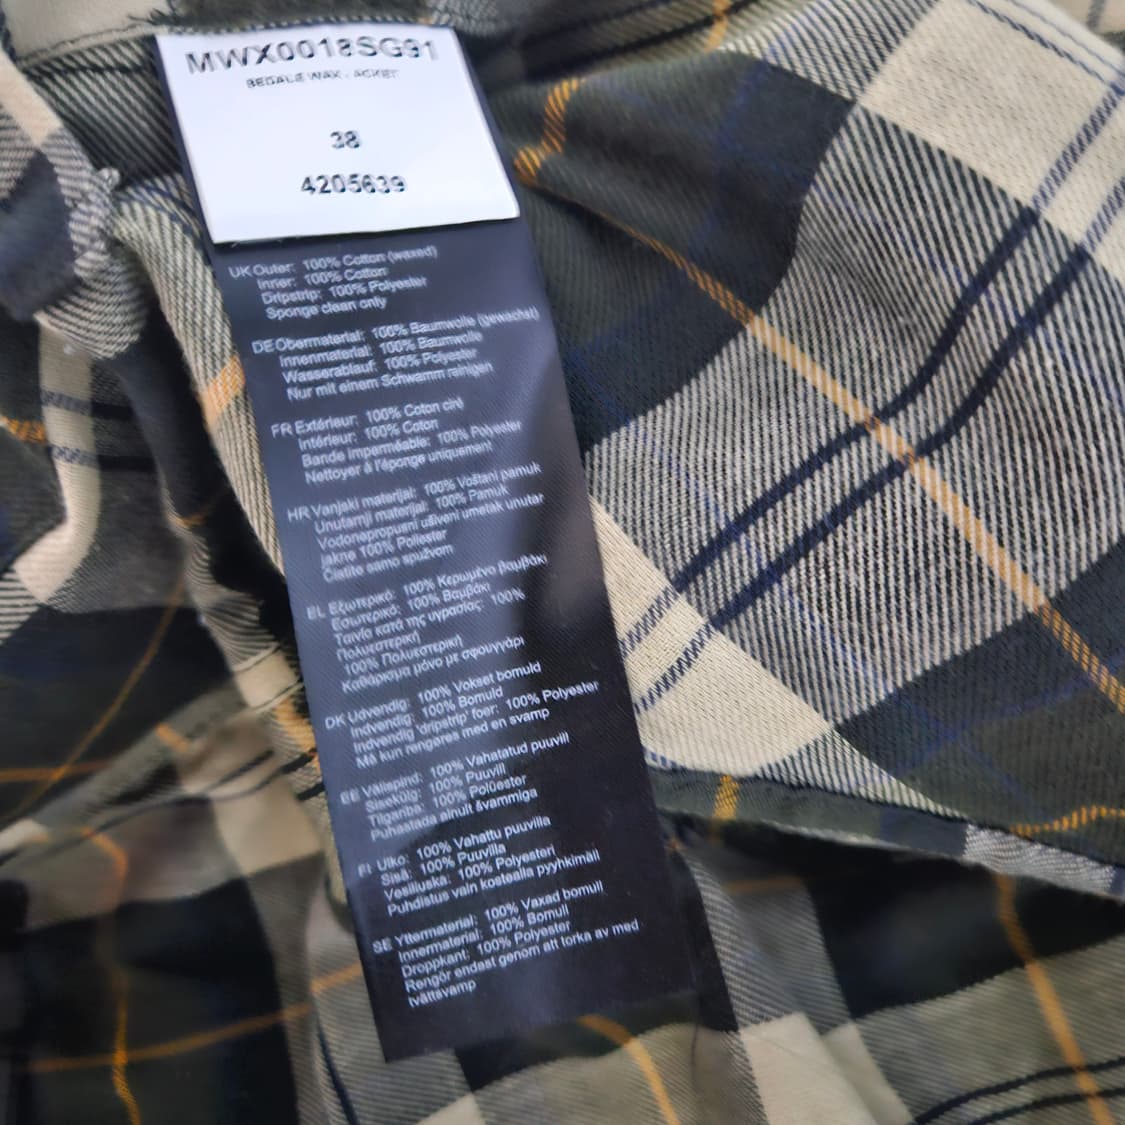 MWX0018SG91
BEDALE WAX JACKET
38
4205639
UK Outer: 100% Cotton (waxed)
Inner: 100% Cotton
Dripstrip: 100% Polyester
Sponge clean only
DE Obermaterial: 100% Baumwolle (gewachst)
Innenmaterial: 100% Baumwolle
Wasserablauf: 100% Polyester
Nur mit einem Schwamm reinigen
FR Extérieur: 100% Coton ciré
Intérieur: 100% Coton
Bande imperméable: 100% Polyester
Nettoyer à l'éponge uniquement
HR Vanjski materijal: 100% Voštani pamuk
Unutarnji materijal: 100% Pamuk
Vodonepropusni ušiveni umetak unutar
jakne 100% Poliester
Čistite samo spužvom
EL Εξωτερικό: 100% Κερωμένο βαμβάκι
Εσωτερικό: 100% Βαμβάκι
Ταινία κατά της υγρασίας: 100%
Πολυεστερική
100% Πολυεστερική
Καθάρισμα μόνο με σφουγγάρι
DK Udvendig: 100% Vokset bomuld
Indvendig: 100% Bomuld
Indvendig 'dripstrip' foer: 100% Polyester
Må kun rengøres med en svamp
EE Välispind: 100% Vahatatud puuvill
Sisekülg: 100% Puuvill
Tilgariba: 100% Polüester
Puhastada ainult švammiga
FI Ulko: 100% Vahattu puuvilla
Sisä: 100% Puuvilla
Vesiliuska: 100% Polyesteri
Puhdistus vain kostealla pyyhkimäll
SE Yttermaterial: 100% Vaxad bomull
Innermaterial: 100% Bomull
Droppkant: 100% Polyester
Rengör endast genom att torka av med
tvättsvamp